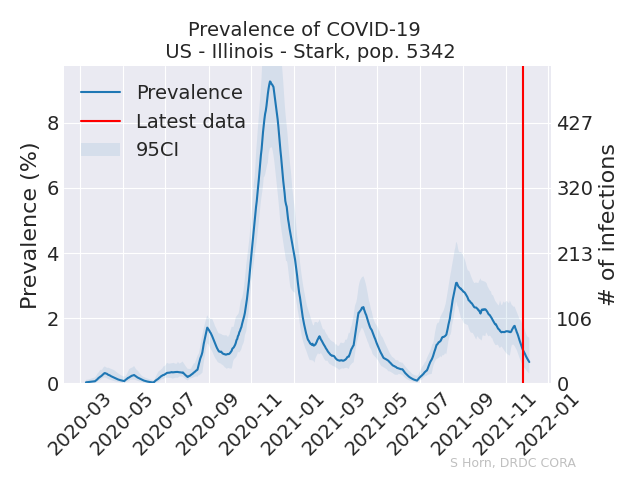 Prevalence of COVID-19
US - Illinois - Stark, pop. 5342
Prevalence
Latest data
95CI
Prevalence (%)
8
6
4
2
0
427
320
213
106
0
# of infections
2020-03
2020-05
2020-07
2020-09
2020-11
2021-01
2021-03
2021-05
2021-07
2021-09
2021-11
2022-01
S Horn, DRDC CORA